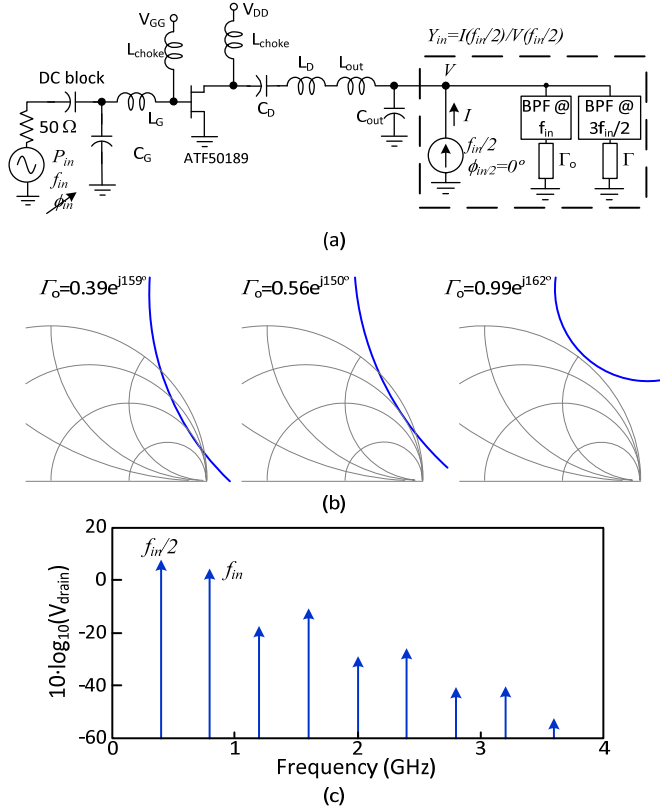 (a)
V_GG
V_DD
L_choke
L_choke
DC block
50 Ω
P_in
f_in
ϕ_in
C_G
L_G
ATF50189
C_D
L_D
L_out
C_out
Y_in=I(f_in/2)/V(f_in/2)
V
I
f_in/2
ϕ_in/2=0°
BPF @
f_in
BPF @
3f_in/2
Γ_o
Γ
(a)
Γ_o=0.39e^j159°
Γ_o=0.56e^j150°
Γ_o=0.99e^j162°
(b)
10·log_10(V_drain)
20
0
-20
-40
-60
f_in/2
f_in
0
1
2
3
4
Frequency (GHz)
(c)